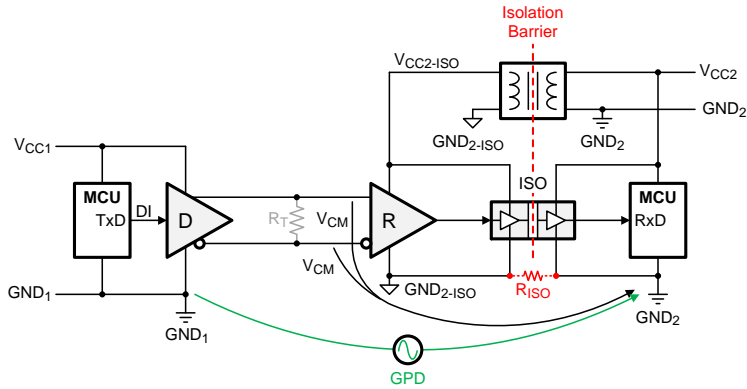 Isolation
Barrier
VCC2-ISO
VCC2
GND2
GND2-ISO
GND2
VCC1
MCU
TxD
DI
D
RT
VCM
VCM
R
ISO
MCU
RxD
GND1
GND1
GND2-ISO
RISO
GND2
GPD